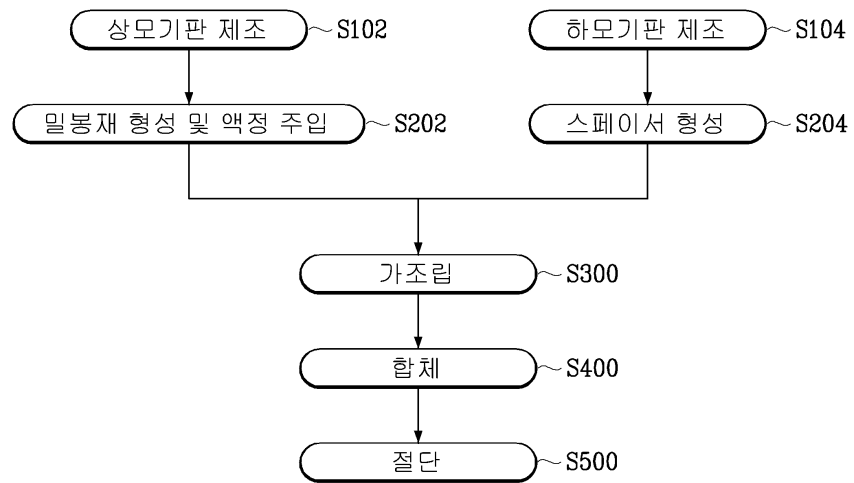 상모기판 제조 S102
하모기판 제조 S104
밀봉재 형성 및 액정 주입 S202
스페이서 형성 S204
가조립 S300
합체 S400
절단 S500